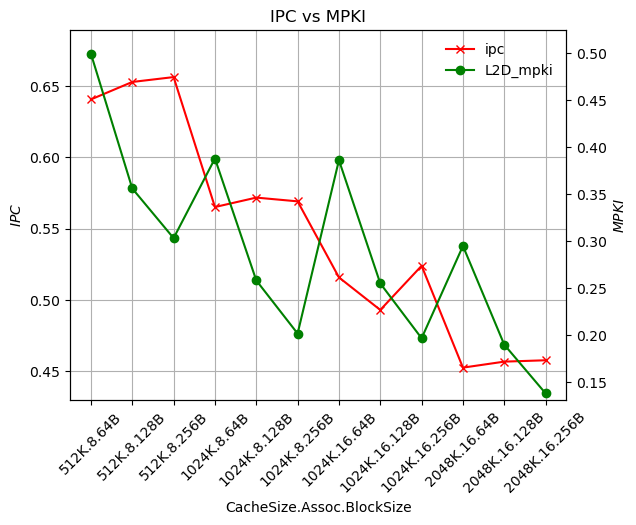 IPC vs MPKI
ipc
L2D_mpki
IPC
0.65
0.60
0.55
0.50
0.45
MPKI
0.50
0.45
0.40
0.35
0.30
0.25
0.20
0.15
512K.8.64B
512K.8.128B
512K.8.256B
1024K.8.64B
1024K.8.128B
1024K.8.256B
1024K.16.64B
1024K.16.128B
1024K.16.256B
2048K.16.64B
2048K.16.128B
2048K.16.256B
CacheSize.Assoc.BlockSize